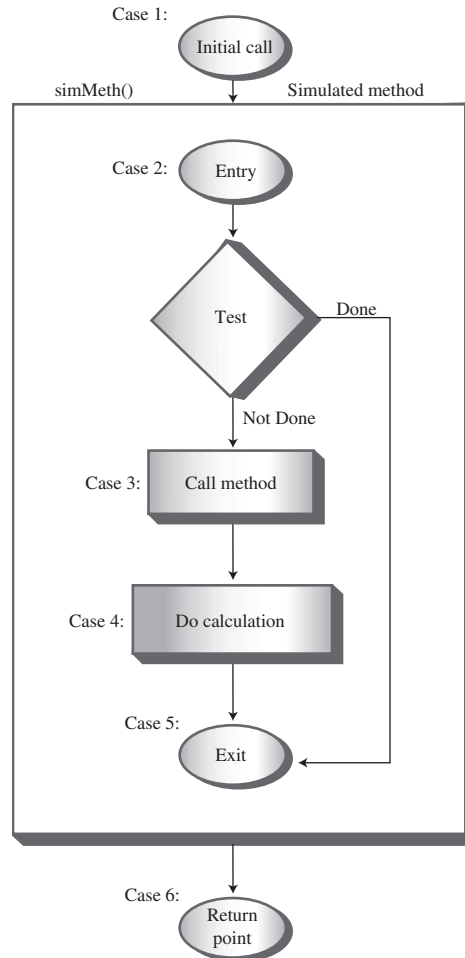 Case 1:
Initial call
simMeth()
Simulated method
Case 2:
Entry
Test
Done
Not Done
Case 3:
Call method
Case 4:
Do calculation
Case 5:
Exit
Case 6:
Return
point